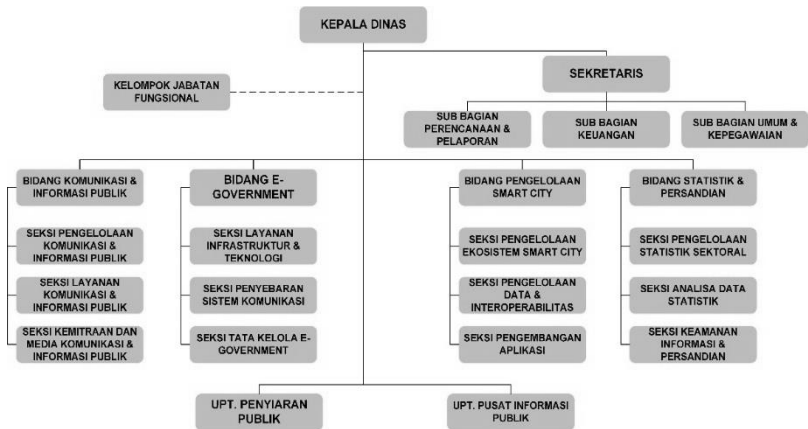 KEPALA DINAS
KELOMPOK JABATAN
FUNGSIONAL
SEKRETARIS
SUB BAGIAN
PERENCANAAN &
PELAPORAN
SUB BAGIAN
KEUANGAN
SUB BAGIAN UMUM &
KEPEGAWAIAN
BIDANG KOMUNIKASI &
INFORMASI PUBLIK
SEKSI PENGELOLAAN
KOMUNIKASI &
INFORMASI PUBLIK
SEKSI LAYANAN
KOMUNIKASI &
INFORMASI PUBLIK
SEKSI KEMITRAAN DAN
MEDIA KOMUNIKASI &
INFORMASI PUBLIK
BIDANG E-
GOVERNMENT
SEKSI LAYANAN
INFRASTRUKTUR &
TEKNOLOGI
SEKSI PENYEBARAN
SISTEM KOMUNIKASI
SEKSI TATA KELOLA E-
GOVERNMENT
BIDANG PENGELOLAAN
SMART CITY
SEKSI PENGELOLAAN
EKOSISTEM SMART CITY
SEKSI PENGELOLAAN
DATA &
INTEROPERABILITAS
SEKSI PENGEMBANGAN
APLIKASI
BIDANG STATISTIK &
PERSANDIAN
SEKSI PENGELOLAAN
STATISTIK SEKTORAL
SEKSI ANALISA DATA
STATISTIK
SEKSI KEAMANAN
INFORMASI &
PERSANDIAN
UPT. PENYIARAN
PUBLIK
UPT. PUSAT INFORMASI
PUBLIK